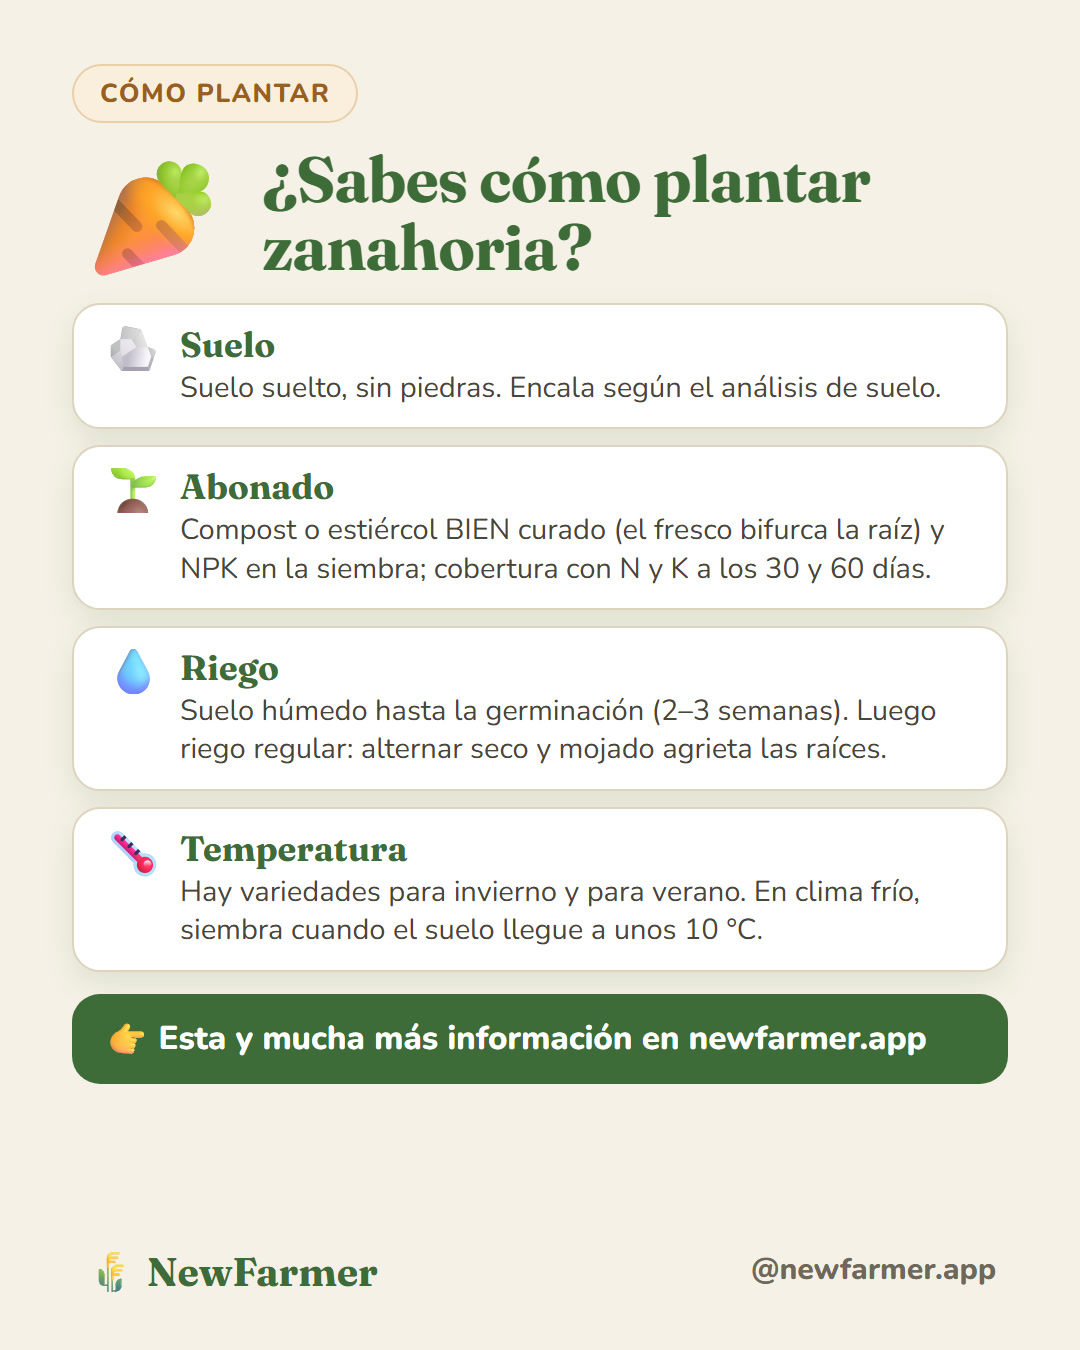 CÓMO PLANTAR
¿Sabes cómo plantar
zanahoria?
Suelo
Suelo suelto, sin piedras. Encala según el análisis de suelo.
Abonado
Compost o estiércol BIEN curado (el fresco bifurca la raíz) y
NPK en la siembra; cobertura con N y K a los 30 y 60 días.
Riego
Suelo húmedo hasta la germinación (2–3 semanas). Luego
riego regular: alternar seco y mojado agrieta las raíces.
Temperatura
Hay variedades para invierno y para verano. En clima frío,
siembra cuando el suelo llegue a unos 10 °C.
Esta y mucha más información en newfarmer.app
NewFarmer
@newfarmer.app